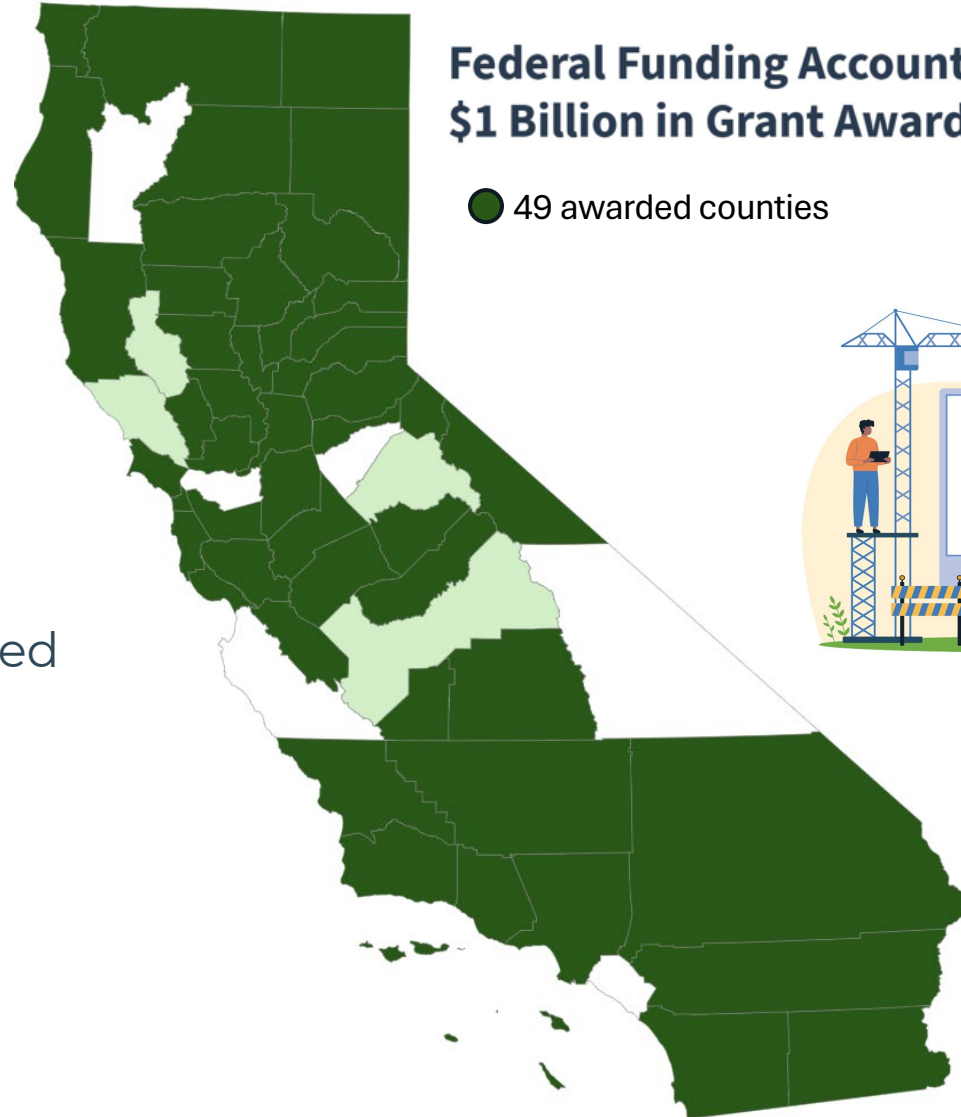 Federal Funding Account
$1 Billion in Grant Award
49 awarded counties
ed